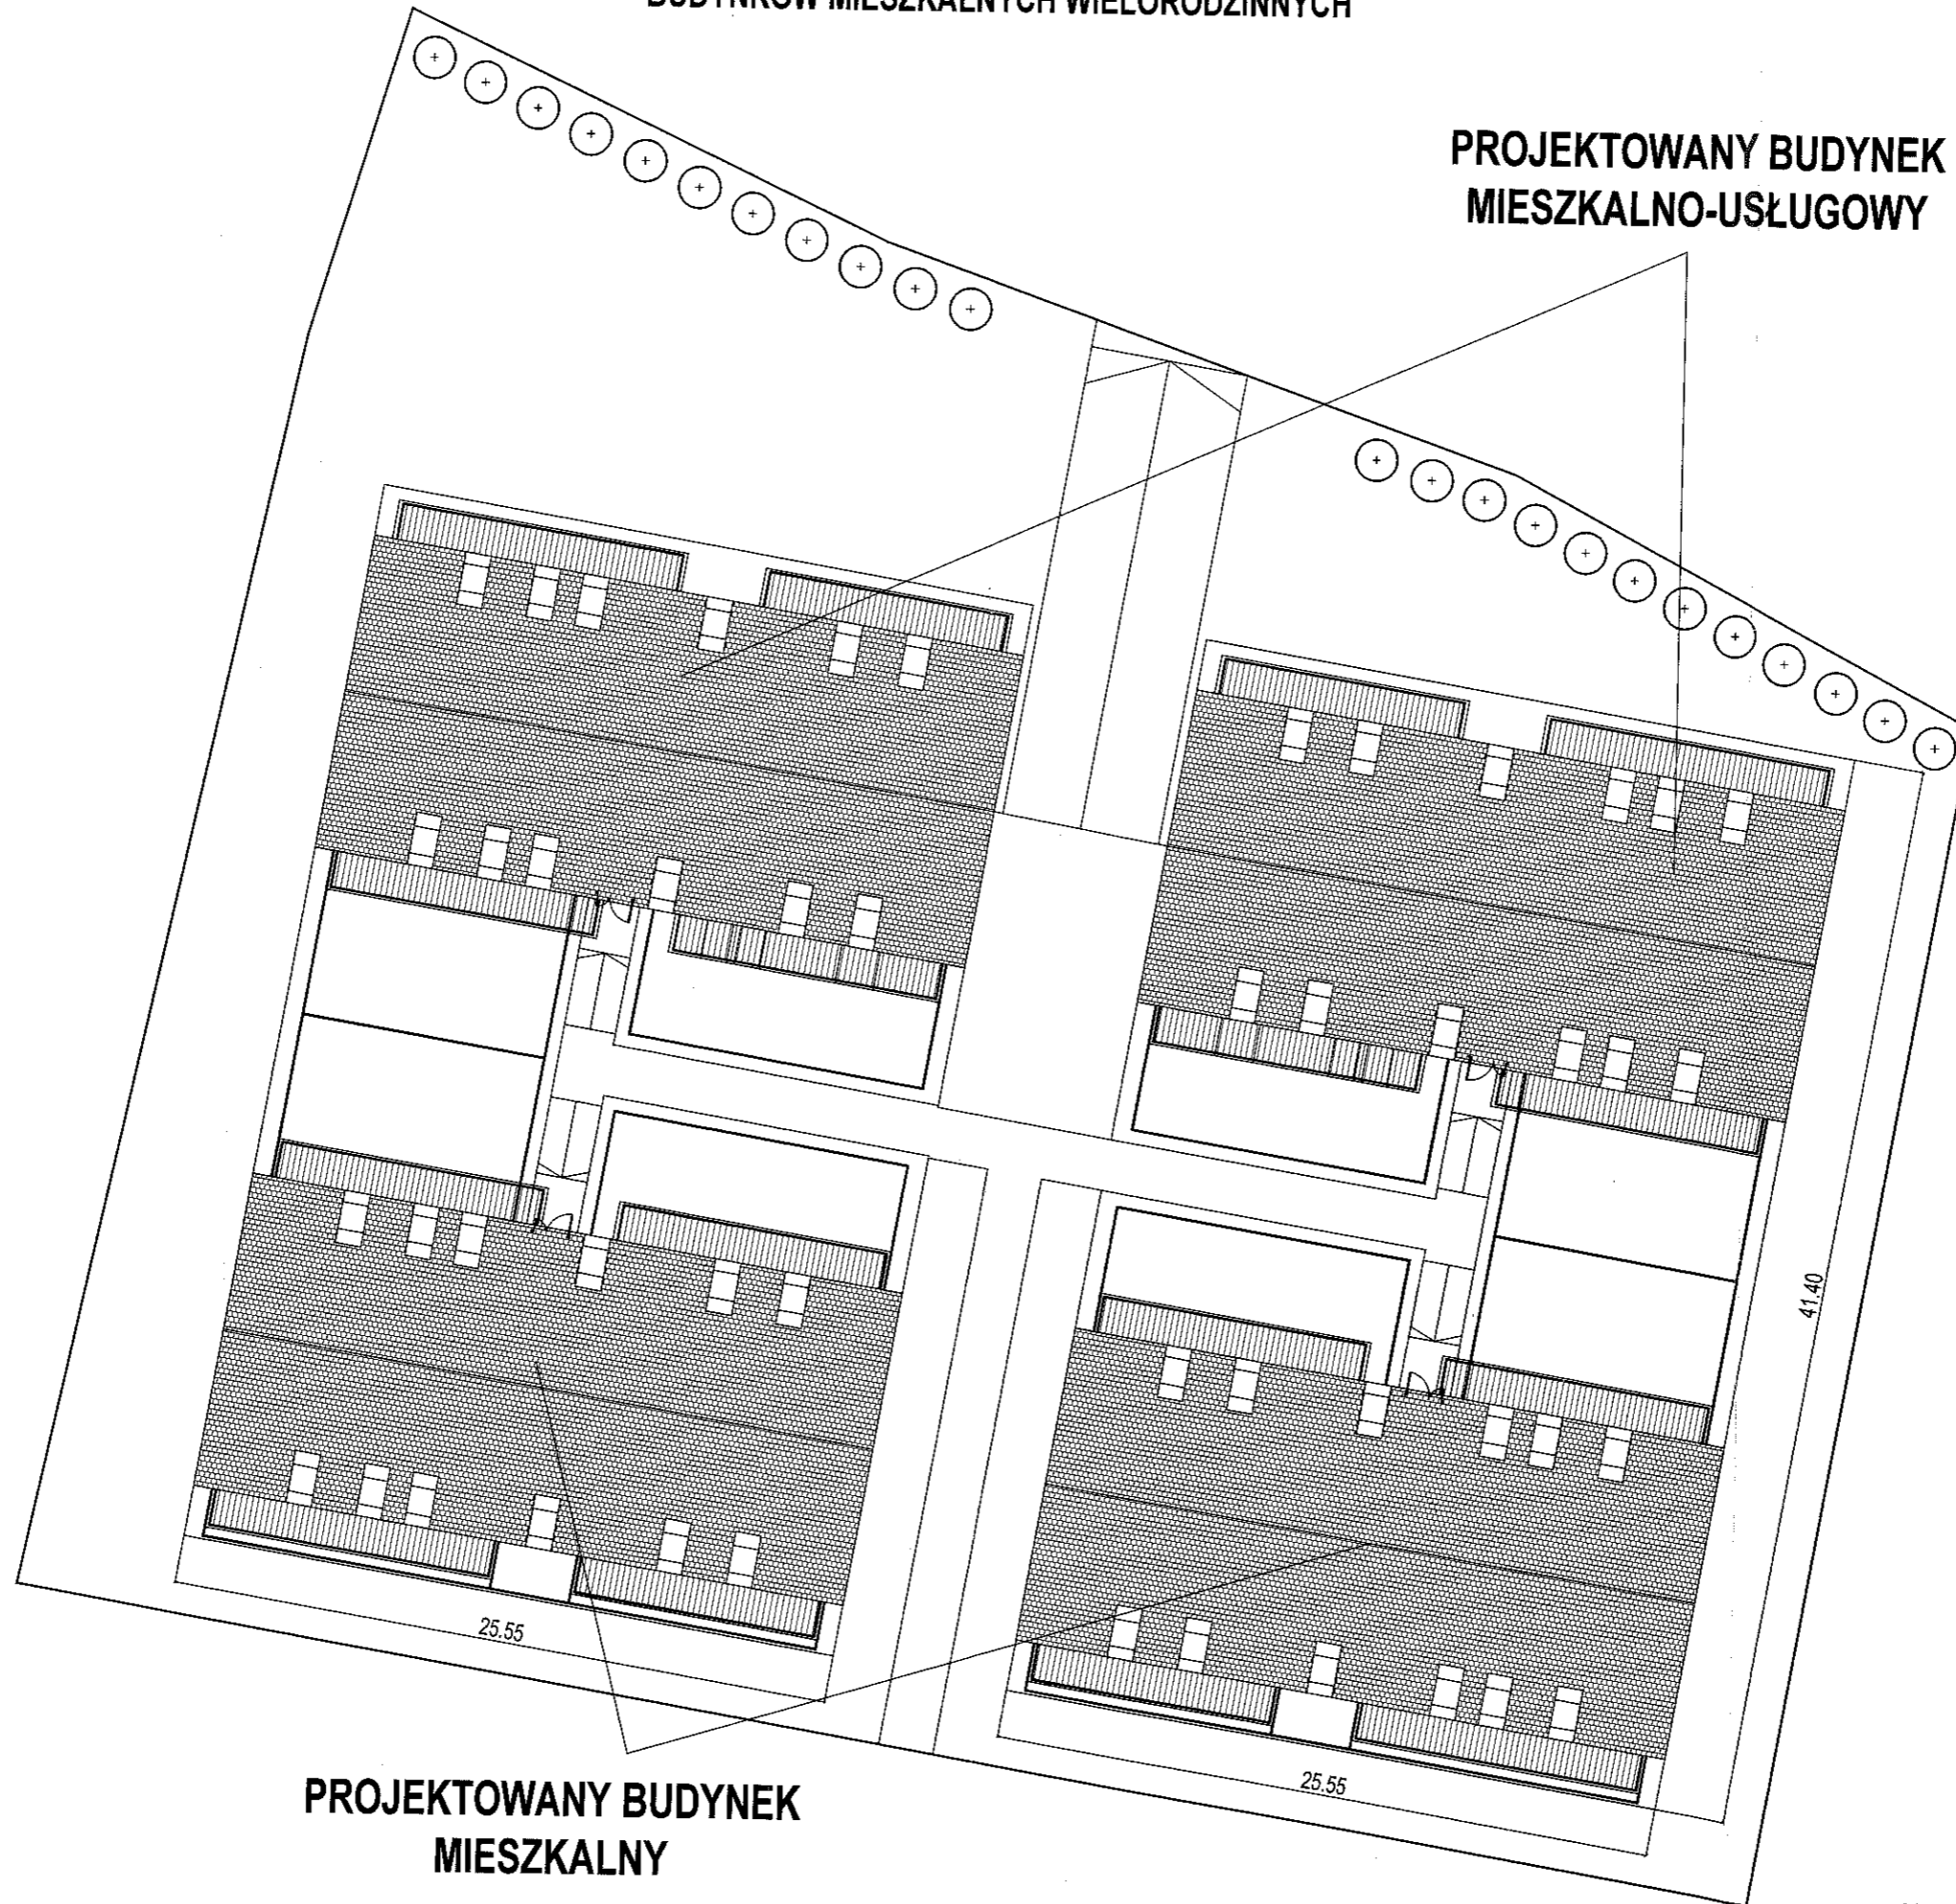 BUDYNKÓW MIESZKALNYCH WIELORODZINNYCH
PROJEKTOWANY BUDYNEK
MIESZKALNO-USŁUGOWY
41.40
25.55
25.55
PROJEKTOWANY BUDYNEK
MIESZKALNY